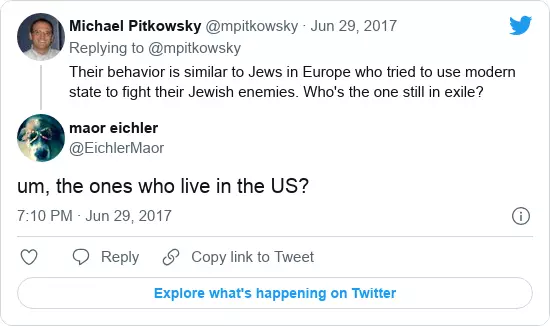 Michael Pitkowsky @mpitkowsky · Jun 29, 2017
Replying to @mpitkowsky
Their behavior is similar to Jews in Europe who tried to use modern
state to fight their Jewish enemies. Who's the one still in exile?
maor eichler
@EichlerMaor
um, the ones who live in the US?
7:10 PM · Jun 29, 2017
Reply
Copy link to Tweet
Explore what's happening on Twitter